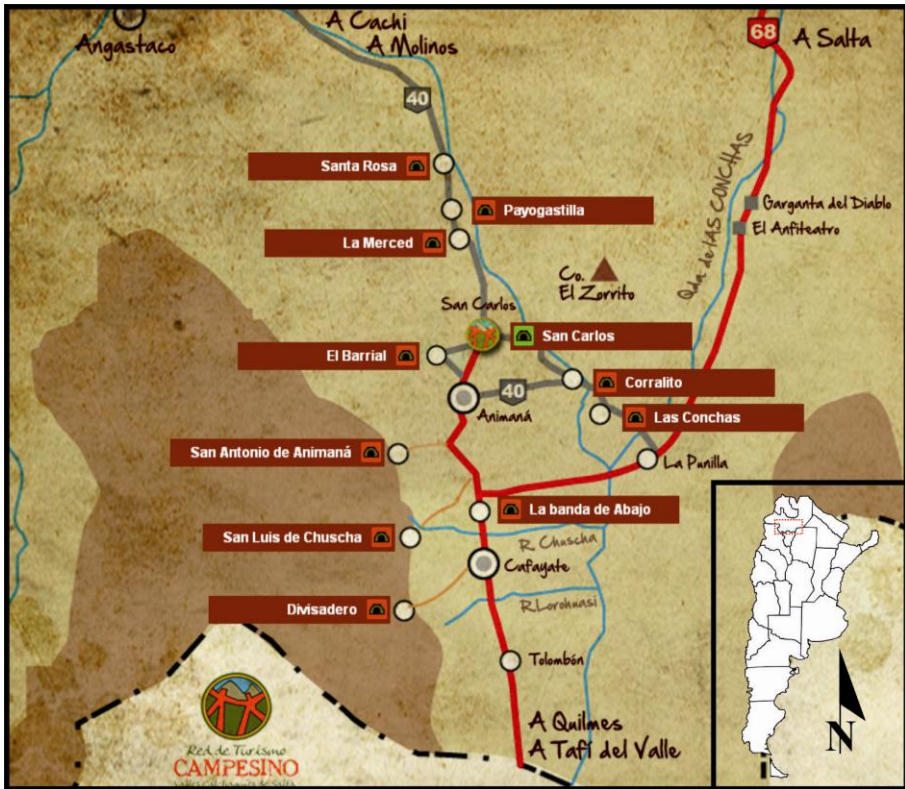 A Cachi
A Molinos
Angastaco
68
A Salta
40
Qda. de LAS CONCHAS
Santa Rosa
Payogastilla
Garganta del Diablo
El Anfiteatro
La Merced
Co.
El Zorrito
San Carlos
San Carlos
El Barrial
Corralito
40
Animaná
Las Conchas
San Antonio de Animaná
La Punilla
La banda de Abajo
San Luis de Chuscha
R. Chuscha
Cafayate
Divisadero
R. Lorohuasi
Tolombón
A Quilmes
A Tafí del Valle
N
Red de Turismo
CAMPESINO